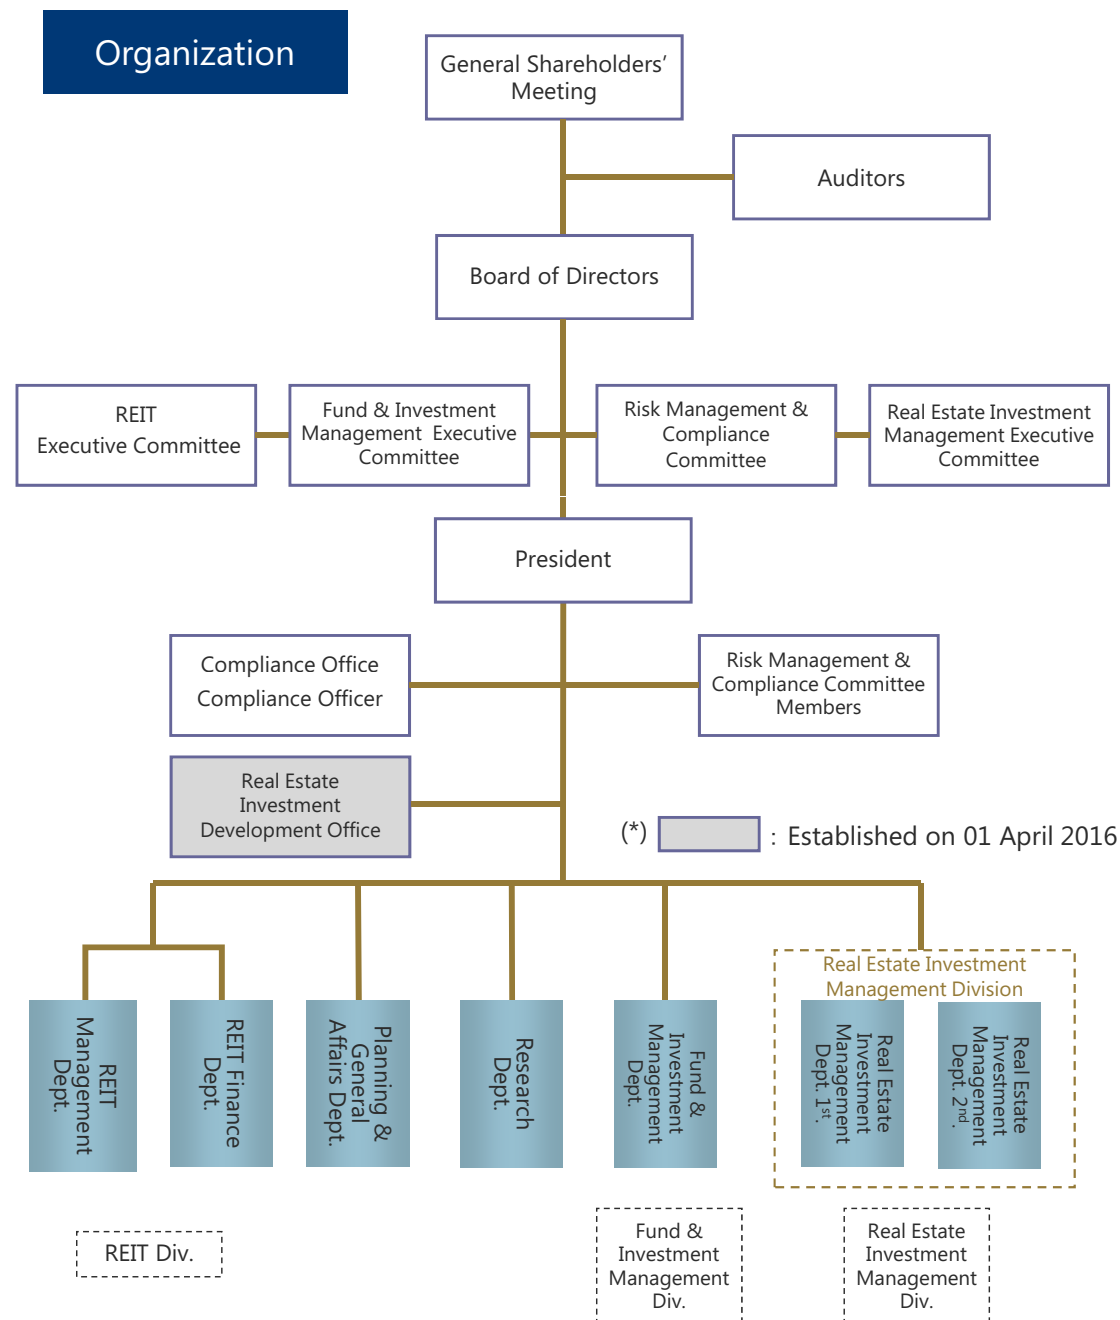 Organization
General Shareholders’
Meeting
Auditors
Board of Directors
REIT
Executive Committee
Fund & Investment
Management Executive
Committee
Risk Management &
Compliance
Committee
Real Estate Investment
Management Executive
Committee
President
Compliance Office
Compliance Officer
Risk Management &
Compliance Committee
Members
Real Estate
Investment
Development Office
(*) : Established on 01 April 2016
Real Estate Investment
Management Division
REIT
Management
Dept.
REIT Finance
Dept.
Planning &
General
Affairs Dept.
Research
Dept.
Fund &
Investment
Management
Dept.
Real Estate
Investment
Management
Dept. 1st.
Real Estate
Investment
Management
Dept. 2nd.
REIT Div.
Fund &
Investment
Management
Div.
Real Estate
Investment
Management
Div.